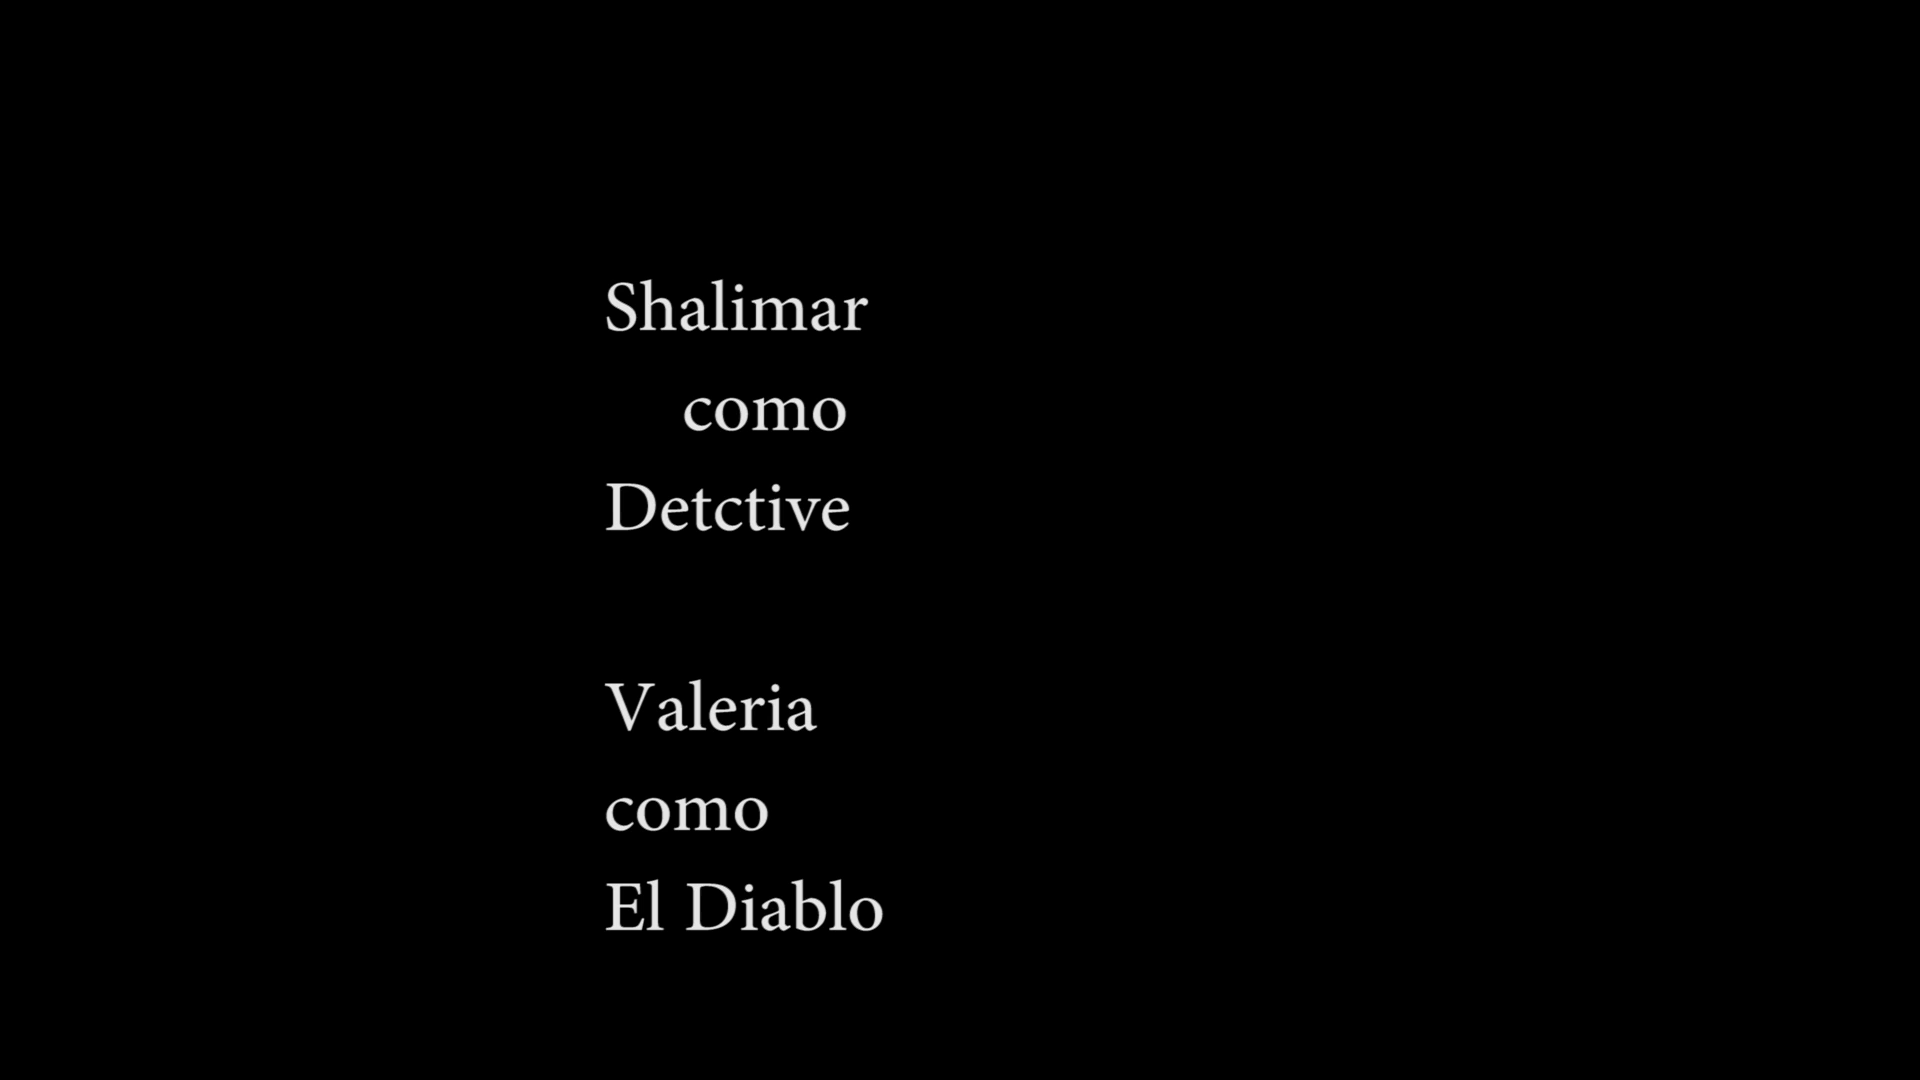 Shalimar
como
Detctive
Valeria
como
El Diablo